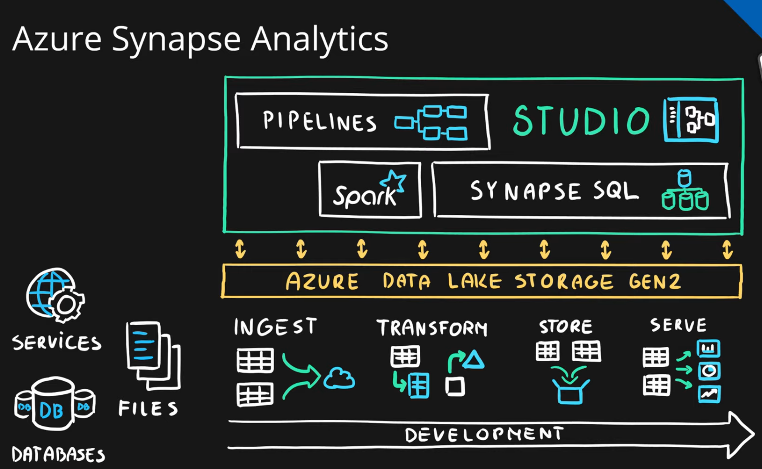 Azure Synapse Analytics
PIPELINES
STUDIO
Spark
SYNAPSE SQL
AZURE DATA LAKE STORAGE GEN2
SERVICES
FILES
DB DB DB
DATABASES
INGEST
TRANSFORM
STORE
SERVE
DEVELOPMENT